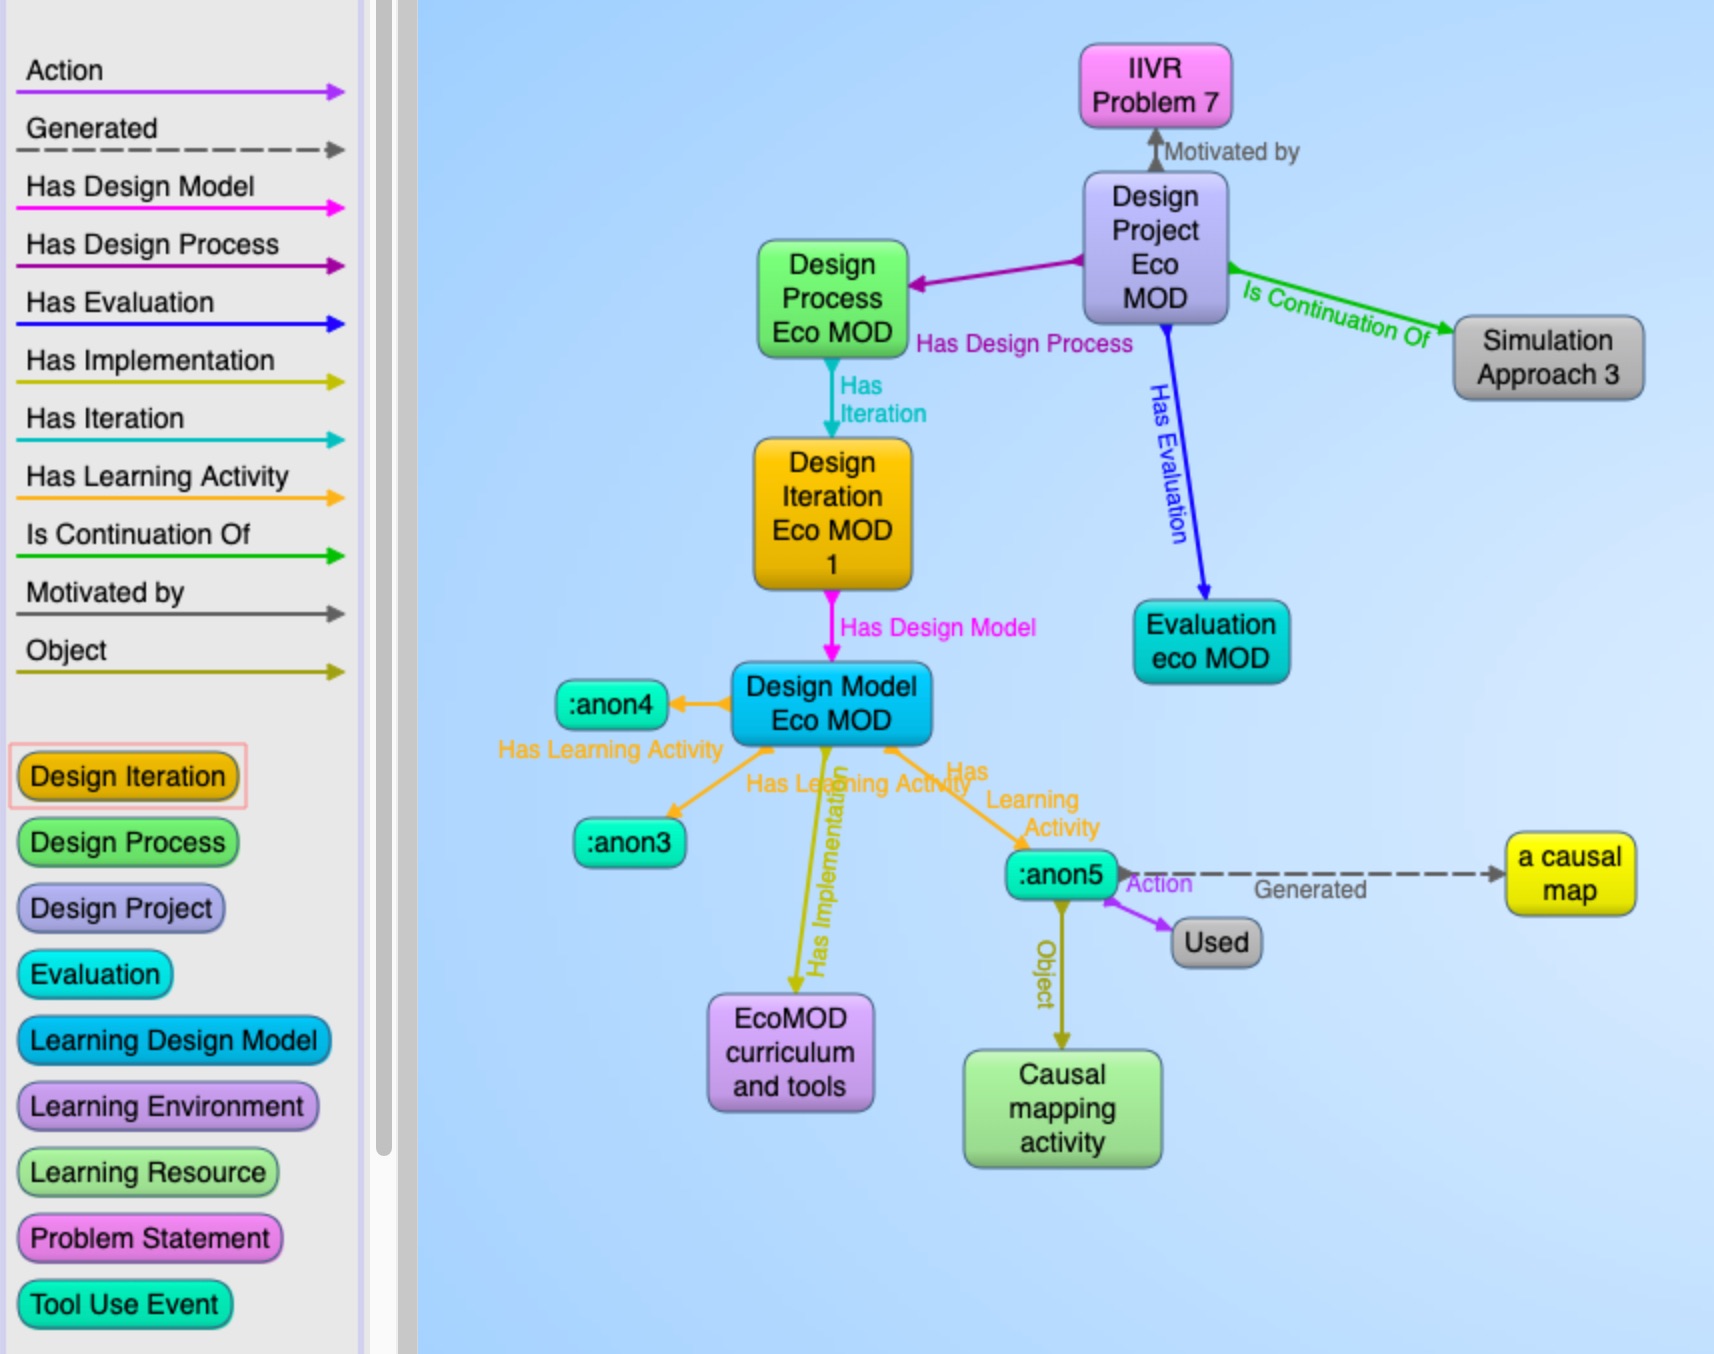 Action
Generated
Has Design Model
Has Design Process
Has Evaluation
Has Implementation
Has Iteration
Has Learning Activity
Is Continuation Of
Motivated by
Object
Design Iteration
Design Process
Design Project
Evaluation
Learning Design Model
Learning Environment
Learning Resource
Problem Statement
Tool Use Event
IIVR
Problem 7
Motivated by
Design
Project
Eco
MOD
Design
Process
Eco MOD
Has Design Process
Is Continuation Of
Simulation
Approach 3
Has
Iteration
Has Evaluation
Design
Iteration
Eco MOD
1
Has Design Model
Evaluation
eco MOD
Design Model
Eco MOD
:anon4
Has Learning Activity
Has Learning Activity
Has
Learning
Activity
:anon3
Has Implementation
:anon5
Action
Generated
a causal
map
Used
Object
EcoMOD
curriculum
and tools
Causal
mapping
activity